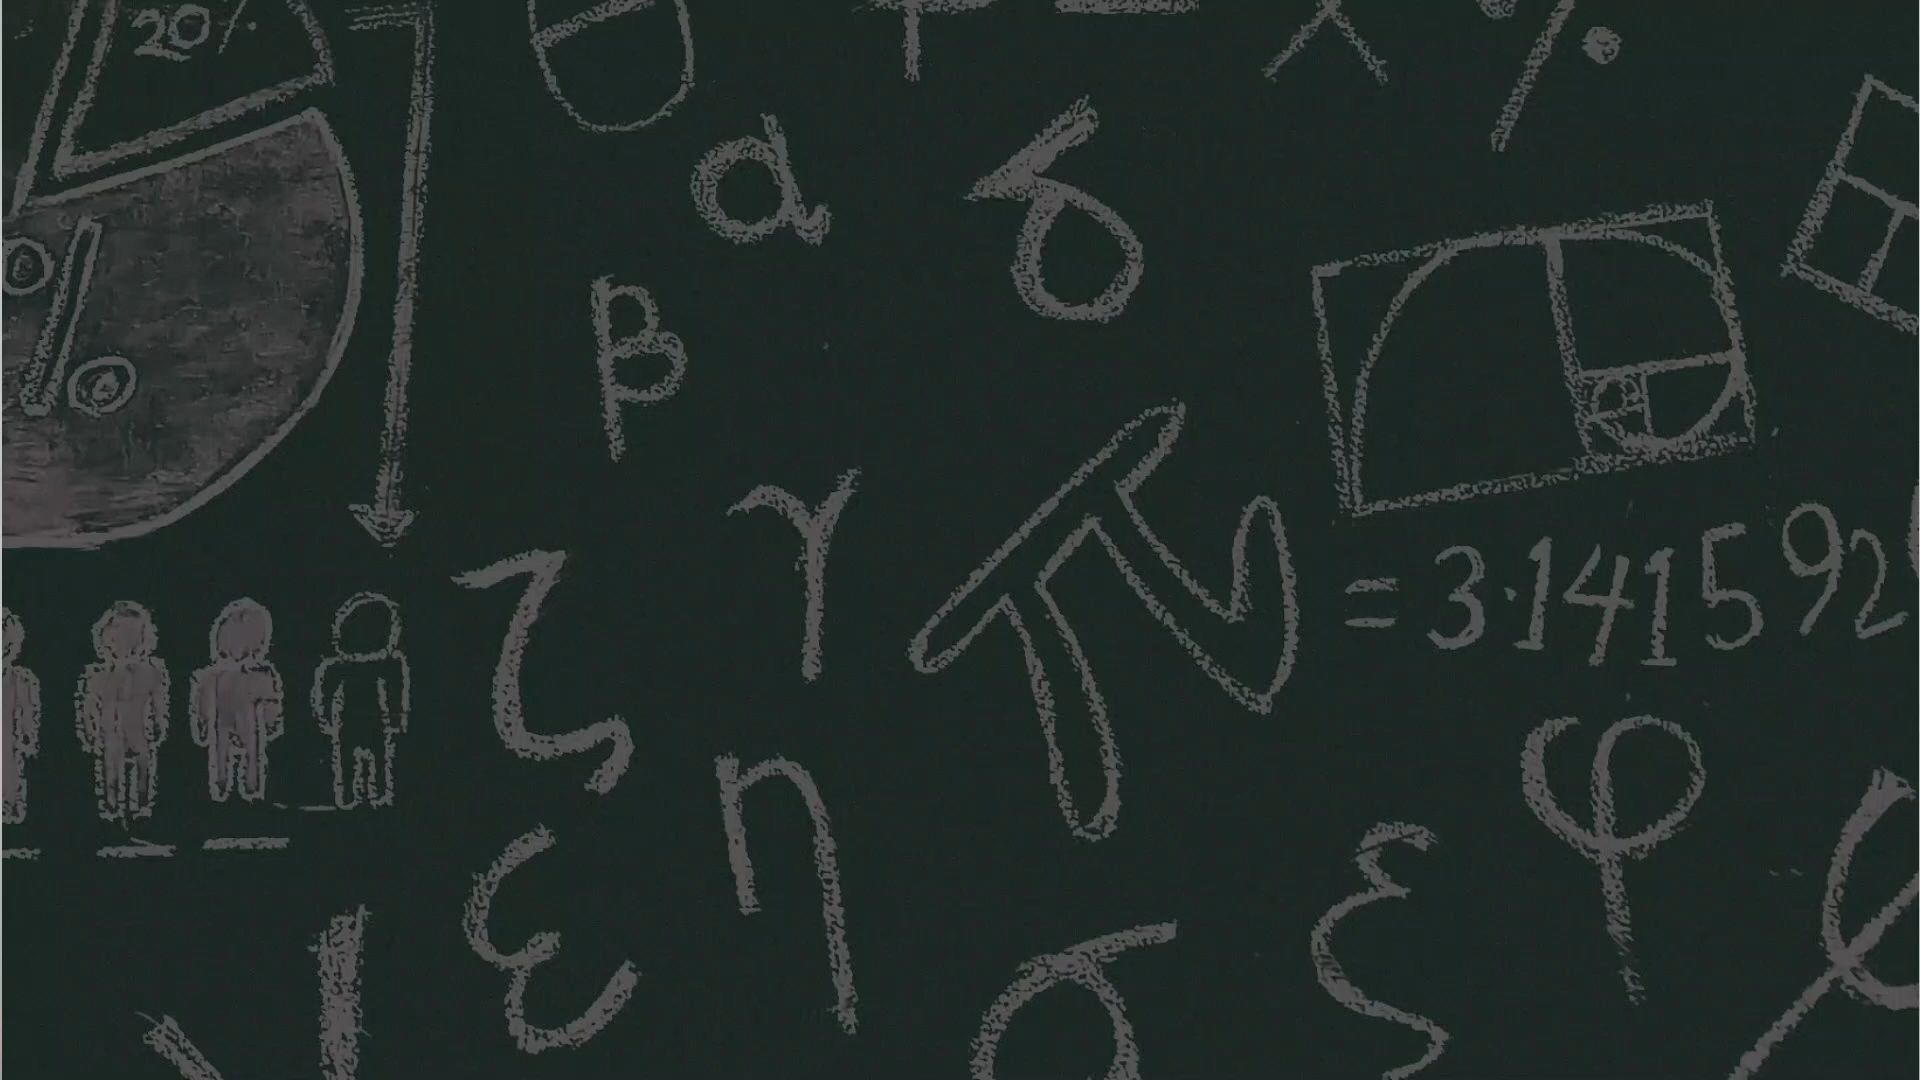 20%
θ + - × %
α δ
%
β
γ π = 3.141592
ζ
φ
ε η ξ
σ